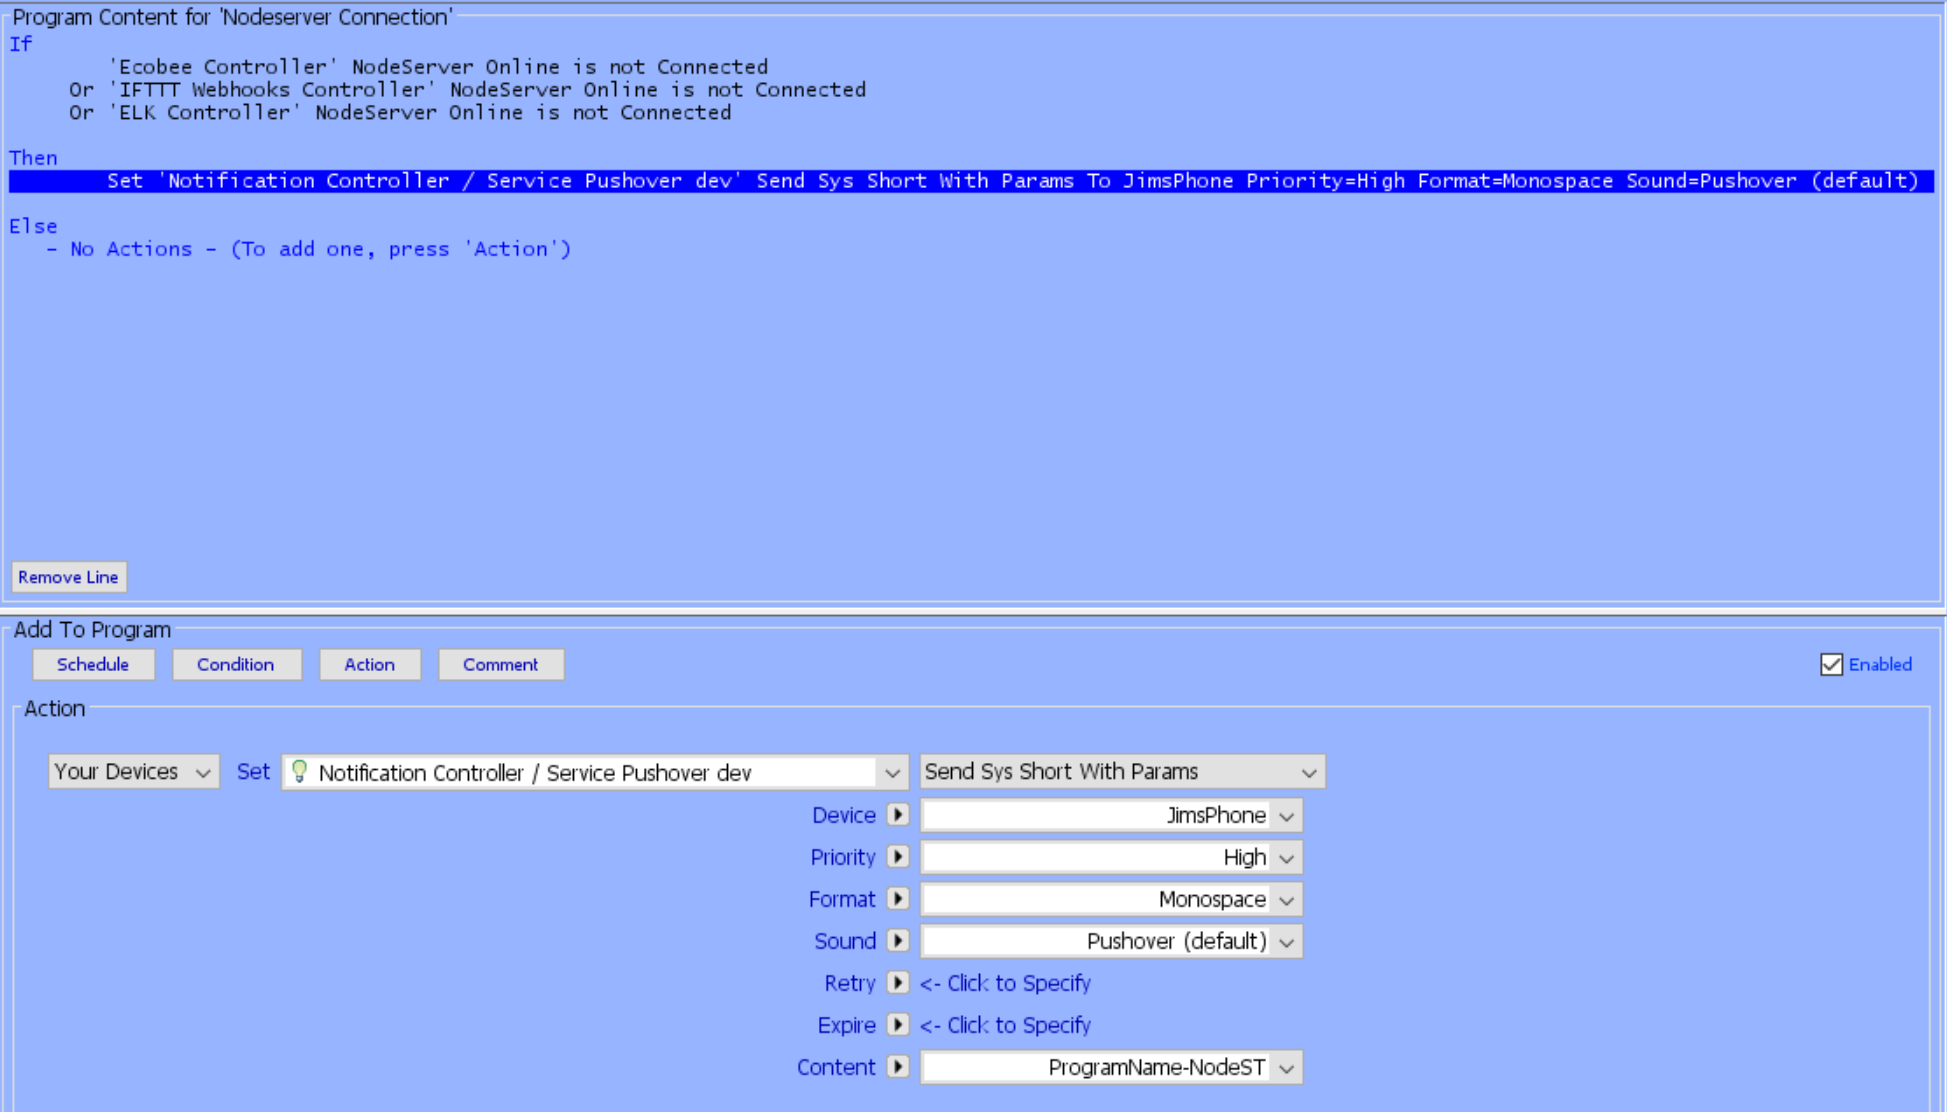 Program Content for 'Nodeserver Connection'
If
'Ecobee Controller' NodeServer Online is not Connected
Or 'IFTTT Webhooks Controller' NodeServer Online is not Connected
Or 'ELK Controller' NodeServer Online is not Connected
Then
Set 'Notification Controller / Service Pushover dev' Send Sys Short With Params To JimsPhone Priority=High Format=Monospace Sound=Pushover (default)
Else
- No Actions - (To add one, press 'Action')
Remove Line
Add To Program
Schedule Condition Action Comment Enabled
Action
Your Devices Set Notification Controller / Service Pushover dev Send Sys Short With Params
Device JimsPhone
Priority High
Format Monospace
Sound Pushover (default)
Retry <- Click to Specify
Expire <- Click to Specify
Content ProgramName-NodeST